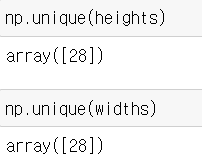 np.unique(heights)
array([28])
np.unique(widths)
array([28])